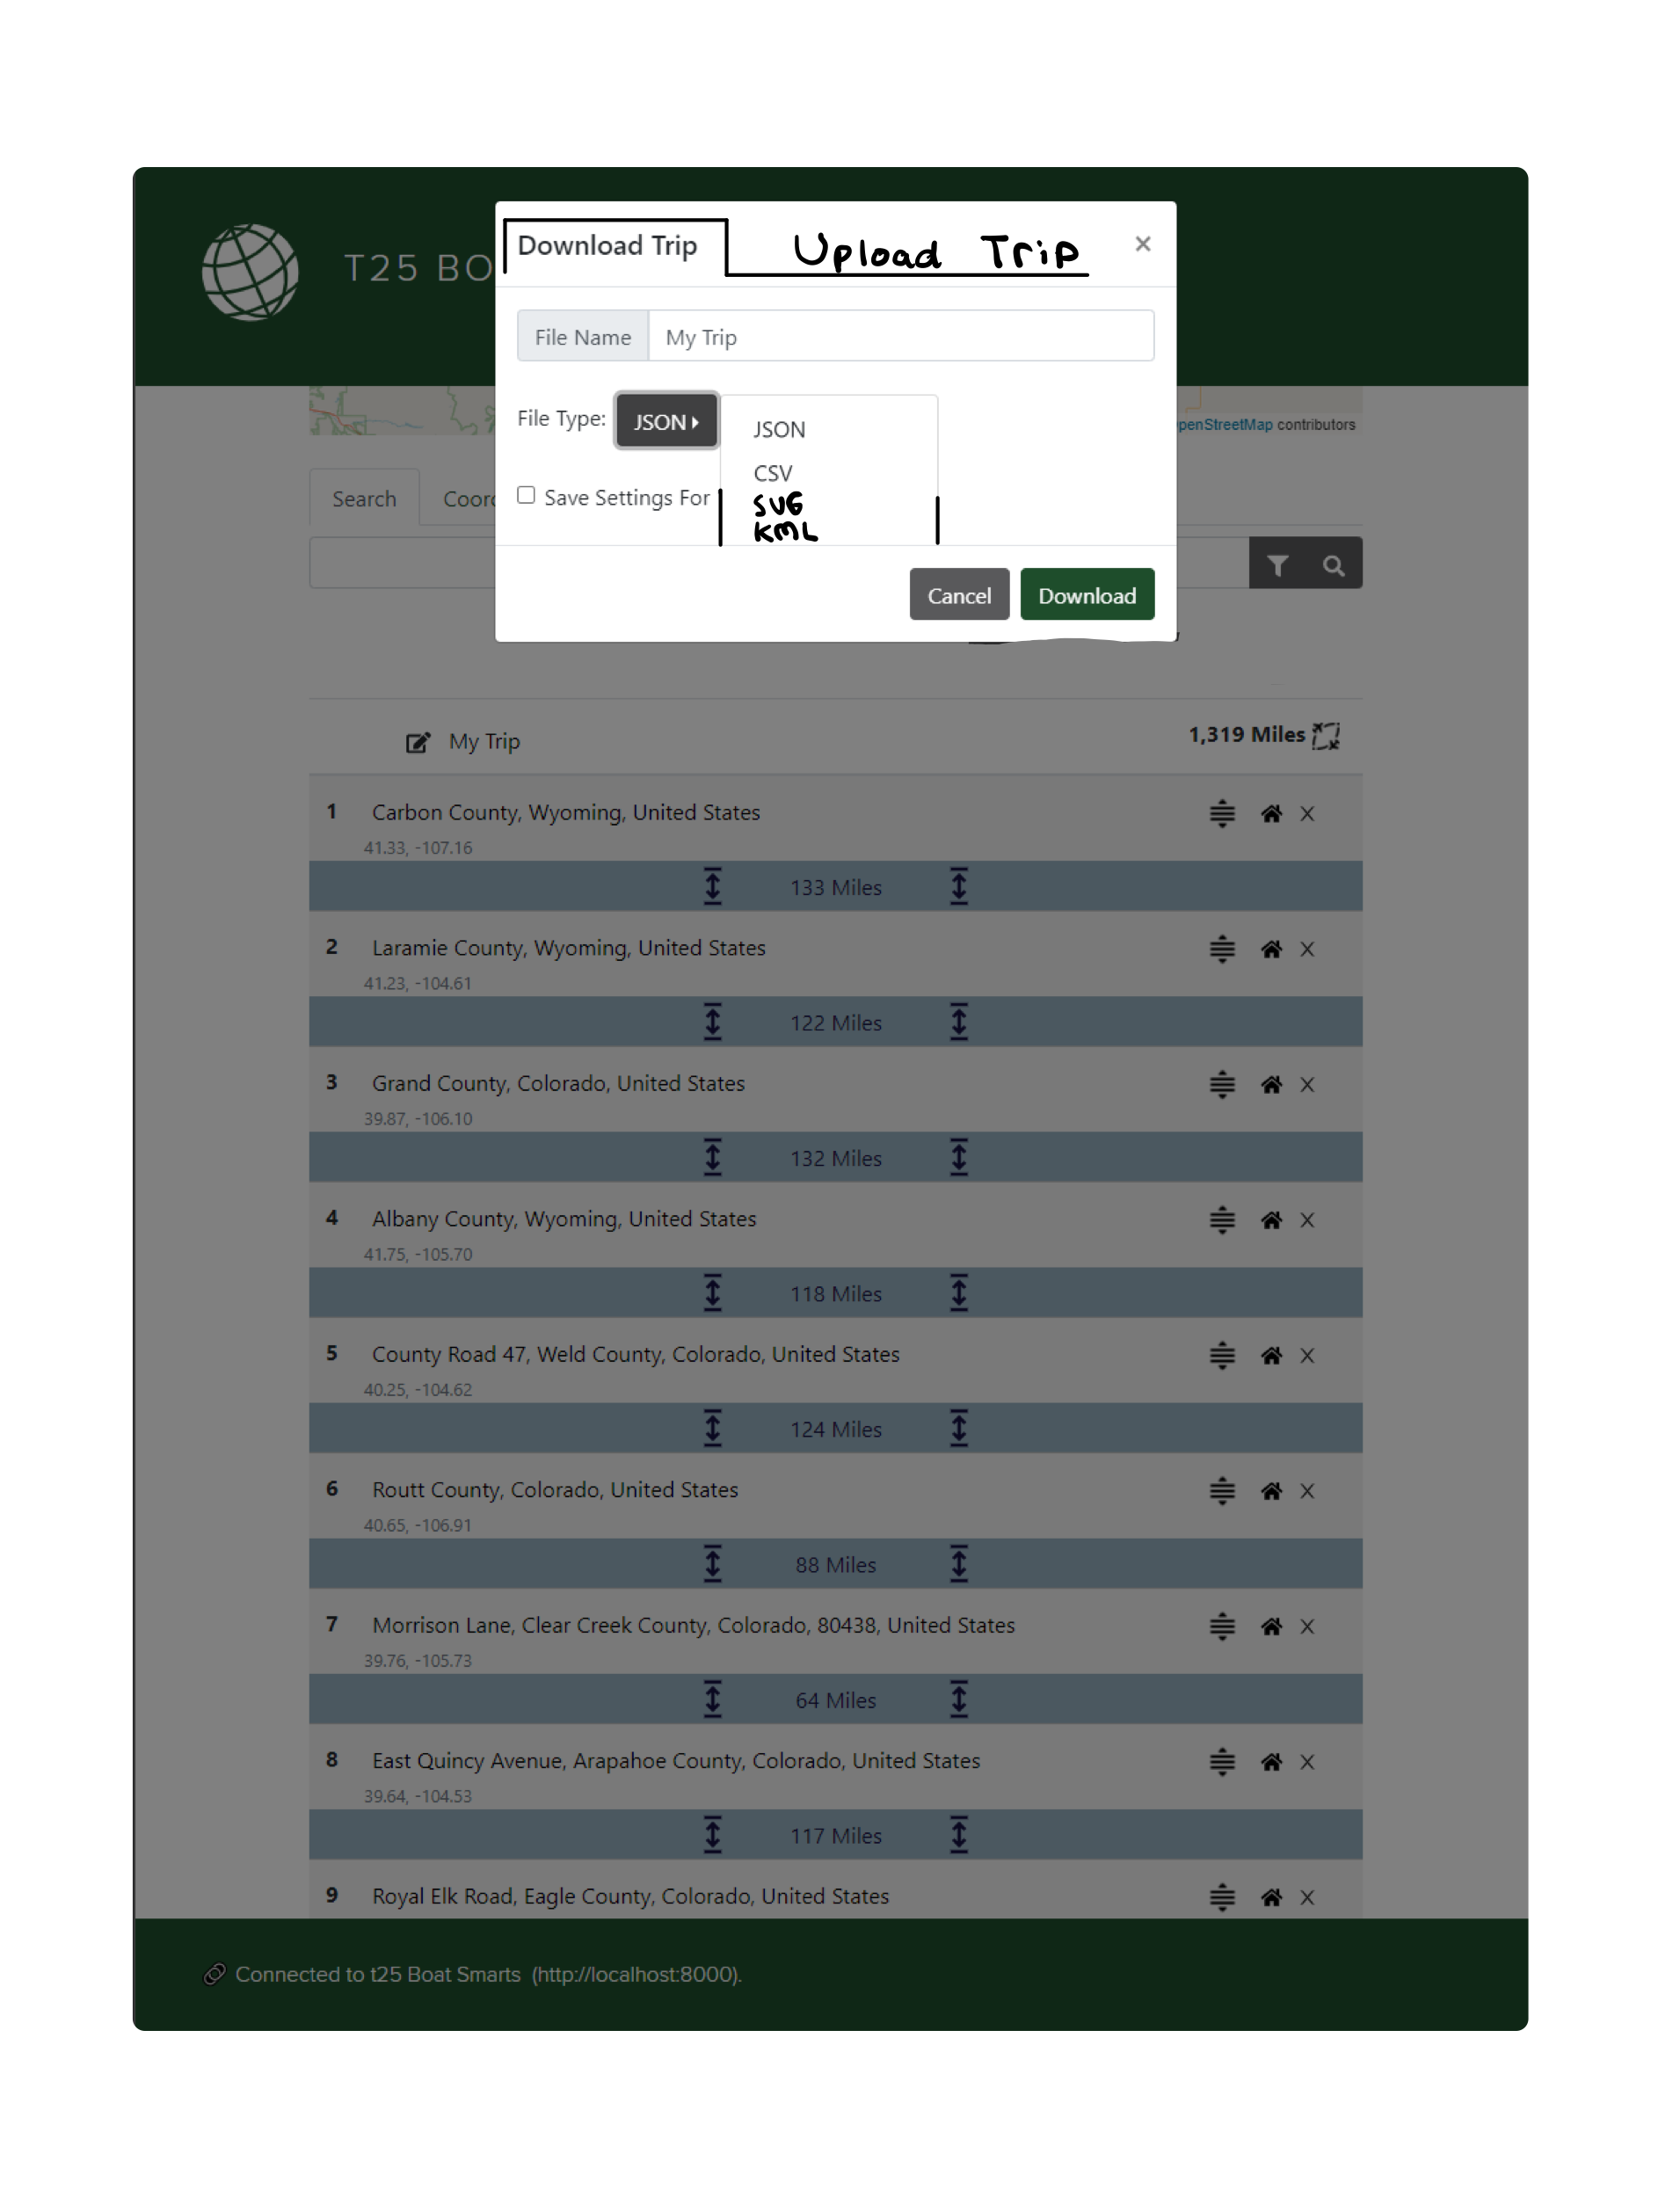 Download Trip Upload Trip ×
T25 BO
File Name My Trip
File Type: JSON JSON
CSV
SVG
KML
Save Settings For
penStreetMap contributors
Search Coor
Cancel Download
My Trip 1,319 Miles
1 Carbon County, Wyoming, United States X
41.33, -107.16
133 Miles
2 Laramie County, Wyoming, United States X
41.23, -104.61
122 Miles
3 Grand County, Colorado, United States X
39.87, -106.10
132 Miles
4 Albany County, Wyoming, United States X
41.75, -105.70
118 Miles
5 County Road 47, Weld County, Colorado, United States X
40.25, -104.62
124 Miles
6 Routt County, Colorado, United States X
40.65, -106.91
88 Miles
7 Morrison Lane, Clear Creek County, Colorado, 80438, United States X
39.76, -105.73
64 Miles
8 East Quincy Avenue, Arapahoe County, Colorado, United States X
39.64, -104.53
117 Miles
9 Royal Elk Road, Eagle County, Colorado, United States X
Connected to t25 Boat Smarts (http://localhost:8000).